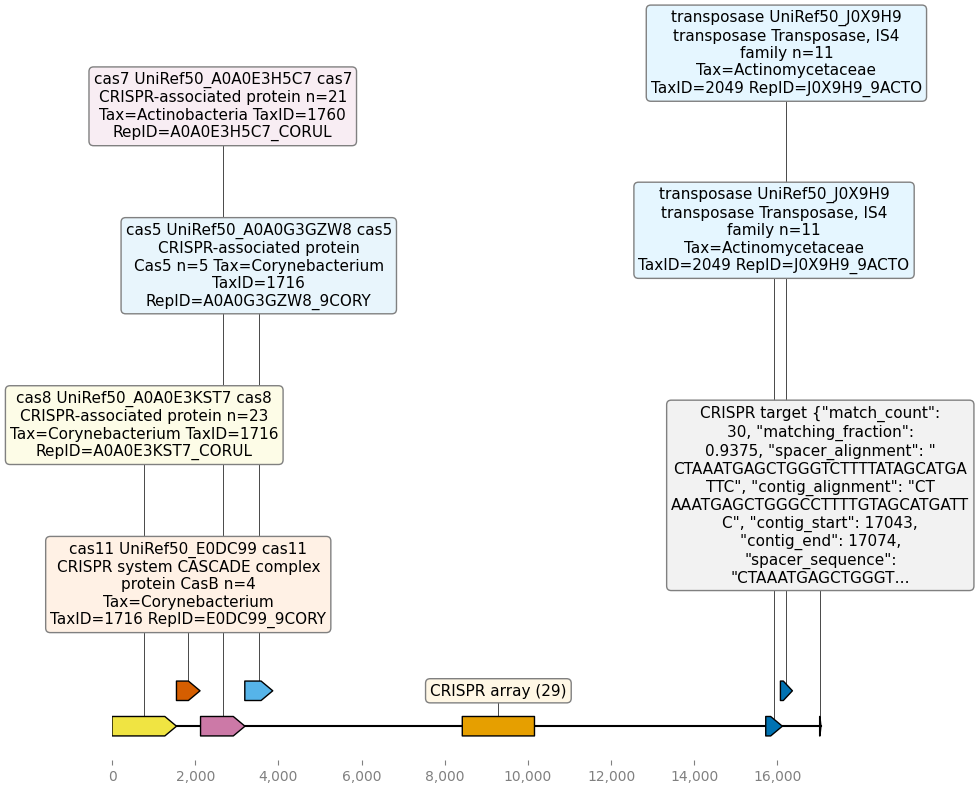 transposase UniRef50_J0X9H9
transposase Transposase, IS4
family n=11
Tax=Actinomycetaceae
TaxID=2049 RepID=J0X9H9_9ACTO
cas7 UniRef50_A0A0E3H5C7 cas7
CRISPR-associated protein n=21
Tax=Actinobacteria TaxID=1760
RepID=A0A0E3H5C7_CORUL
transposase UniRef50_J0X9H9
transposase Transposase, IS4
family n=11
Tax=Actinomycetaceae
TaxID=2049 RepID=J0X9H9_9ACTO
cas5 UniRef50_A0A0G3GZW8 cas5
CRISPR-associated protein
Cas5 n=5 Tax=Corynebacterium
TaxID=1716
RepID=A0A0G3GZW8_9CORY
cas8 UniRef50_A0A0E3KST7 cas8
CRISPR-associated protein n=23
Tax=Corynebacterium TaxID=1716
RepID=A0A0E3KST7_CORUL
CRISPR target {"match_count":
30, "matching_fraction":
0.9375, "spacer_alignment": "
CTAAATGAGCTGGGTCTTTTATAGCATGA
TTC", "contig_alignment": "CT
AAATGAGCTGGGCCTTTTGTAGCATGATT
C", "contig_start": 17043,
"contig_end": 17074,
"spacer_sequence":
"CTAAATGAGCTGGGT...
cas11 UniRef50_E0DC99 cas11
CRISPR system CASCADE complex
protein CasB n=4
Tax=Corynebacterium
TaxID=1716 RepID=E0DC99_9CORY
CRISPR array (29)
0 2,000 4,000 6,000 8,000 10,000 12,000 14,000 16,000